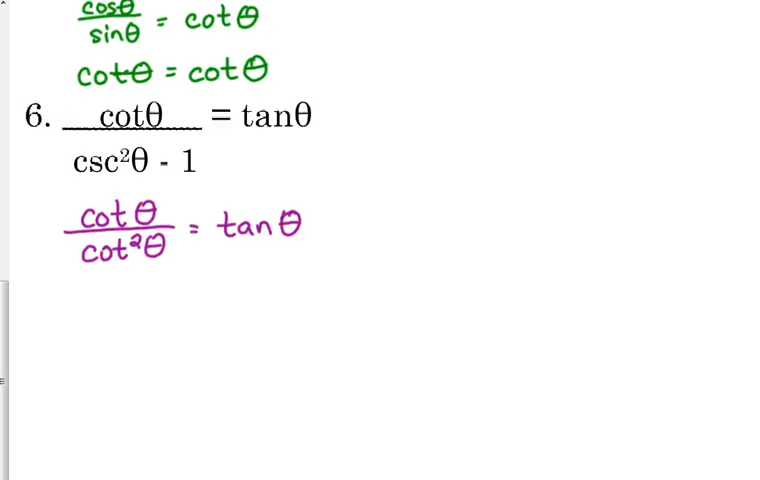 cosθ/sinθ = cotθ
cotθ = cotθ
6. cotθ/csc²θ - 1 = tanθ
cotθ/cot²θ = tanθ